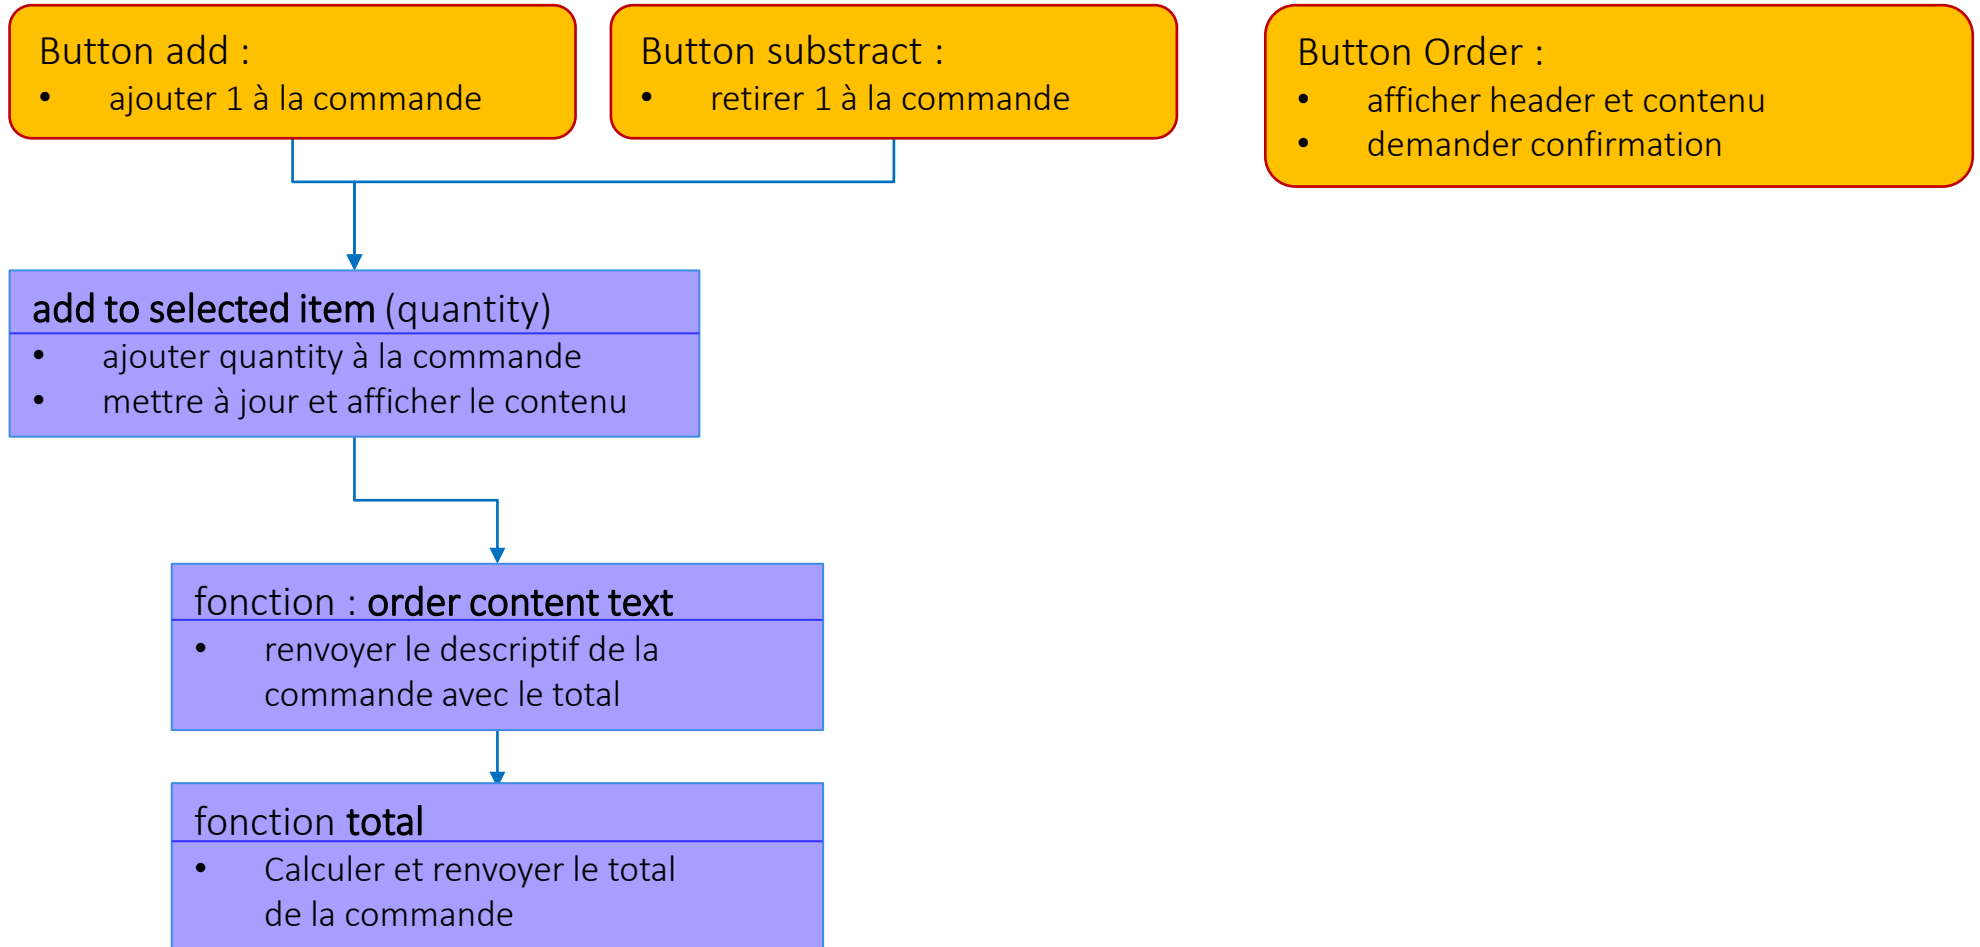 Button add :
• ajouter 1 à la commande
Button substract :
• retirer 1 à la commande
Button Order :
• afficher header et contenu
• demander confirmation
add to selected item (quantity)
• ajouter quantity à la commande
• mettre à jour et afficher le contenu
fonction : order content text
• renvoyer le descriptif de la
commande avec le total
fonction total
• Calculer et renvoyer le total
de la commande